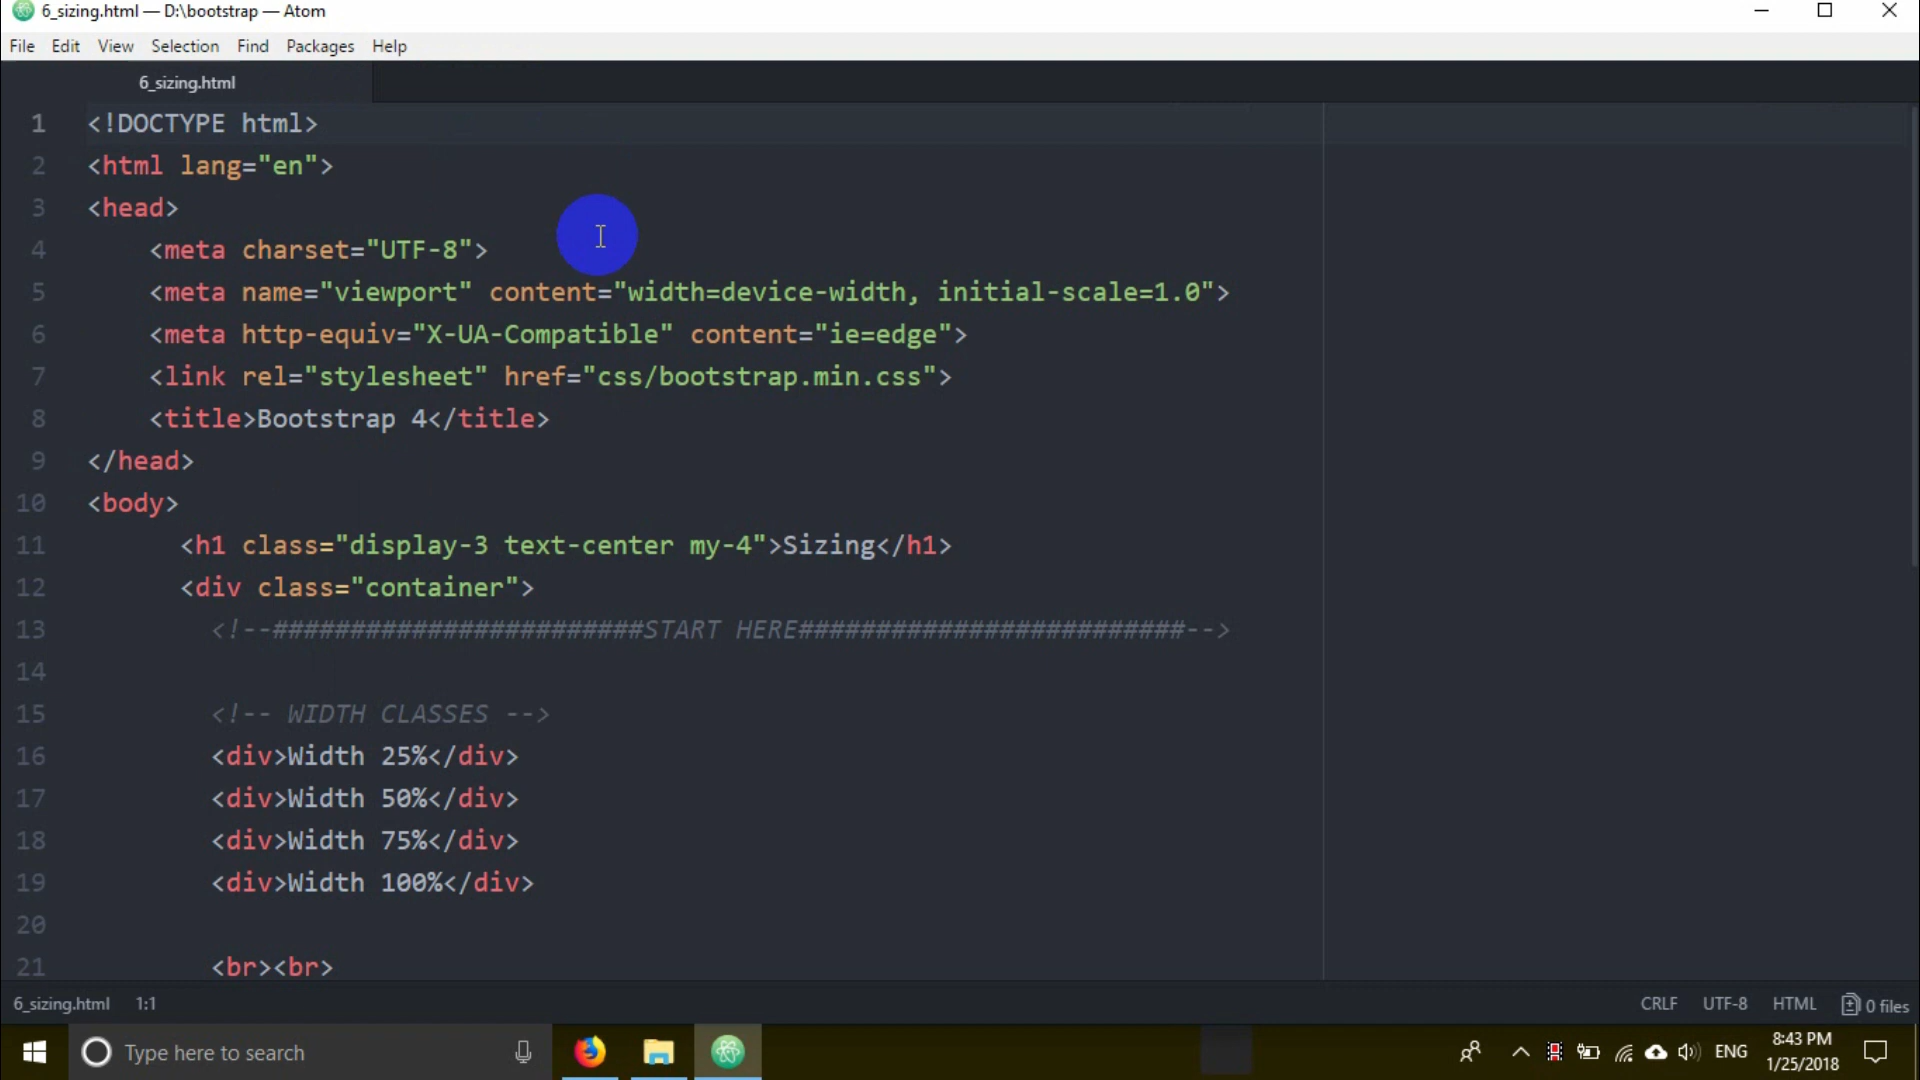 6_sizing.html — D:\bootstrap — Atom
File Edit View Selection Find Packages Help
6_sizing.html
1 <!DOCTYPE html>
2 <html lang="en">
3 <head>
4 <meta charset="UTF-8">
5 <meta name="viewport" content="width=device-width, initial-scale=1.0">
6 <meta http-equiv="X-UA-Compatible" content="ie=edge">
7 <link rel="stylesheet" href="css/bootstrap.min.css">
8 <title>Bootstrap 4</title>
9 </head>
10 <body>
11 <h1 class="display-3 text-center my-4">Sizing</h1>
12 <div class="container">
13 <!--########################START HERE#########################-->
14
15 <!-- WIDTH CLASSES -->
16 <div>Width 25%</div>
17 <div>Width 50%</div>
18 <div>Width 75%</div>
19 <div>Width 100%</div>
20
21 <br><br>
6_sizing.html 1:1 CRLF UTF-8 HTML 0 files
Type here to search ENG 8:43 PM
1/25/2018